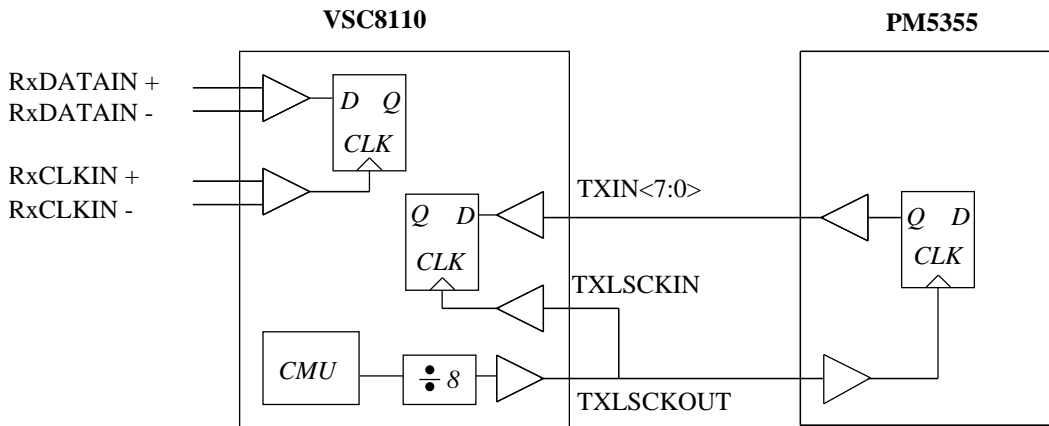 VSC8110
PM5355
RxDATAIN +
RxDATAIN -
D Q
CLK
RxCLKIN +
RxCLKIN -
TXIN<7:0>
Q D
CLK
Q D
CLK
TXLSCKIN
CMU
÷ 8
TXLSCKOUT